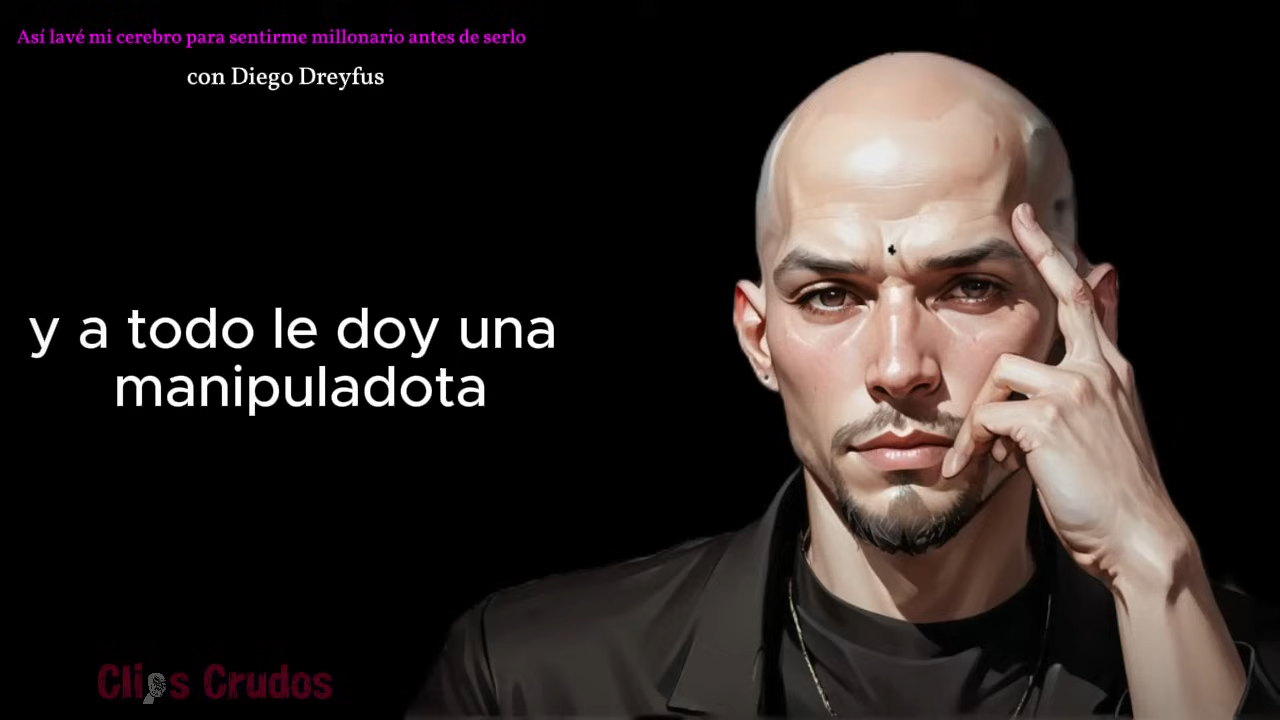 Así lavé mi cerebro para sentirme millonario antes de serlo
con Diego Dreyfus
y a todo le doy una
manipuladota
Clips Crudos